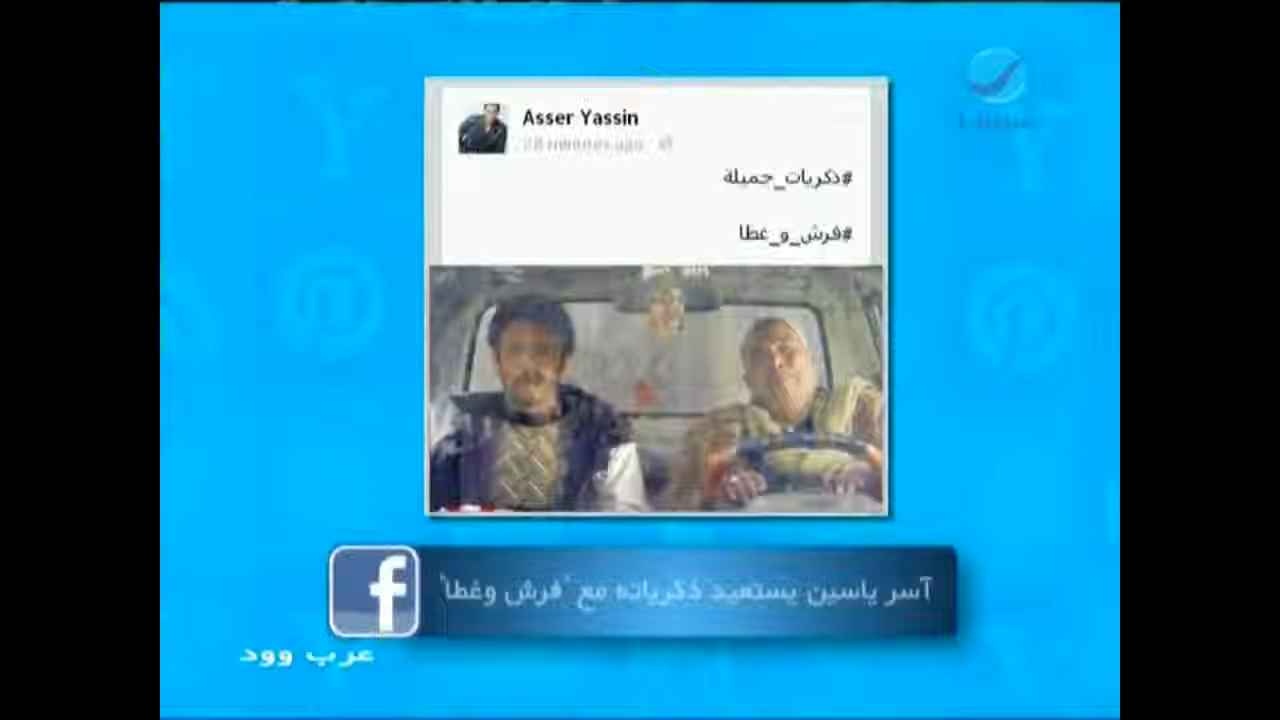 Asser Yassin
#ذكريات_جميلة
#فرش_و_غطا
آسر ياسين يستعيد ذكرياته مع "فرش وغطا"
عرب وود